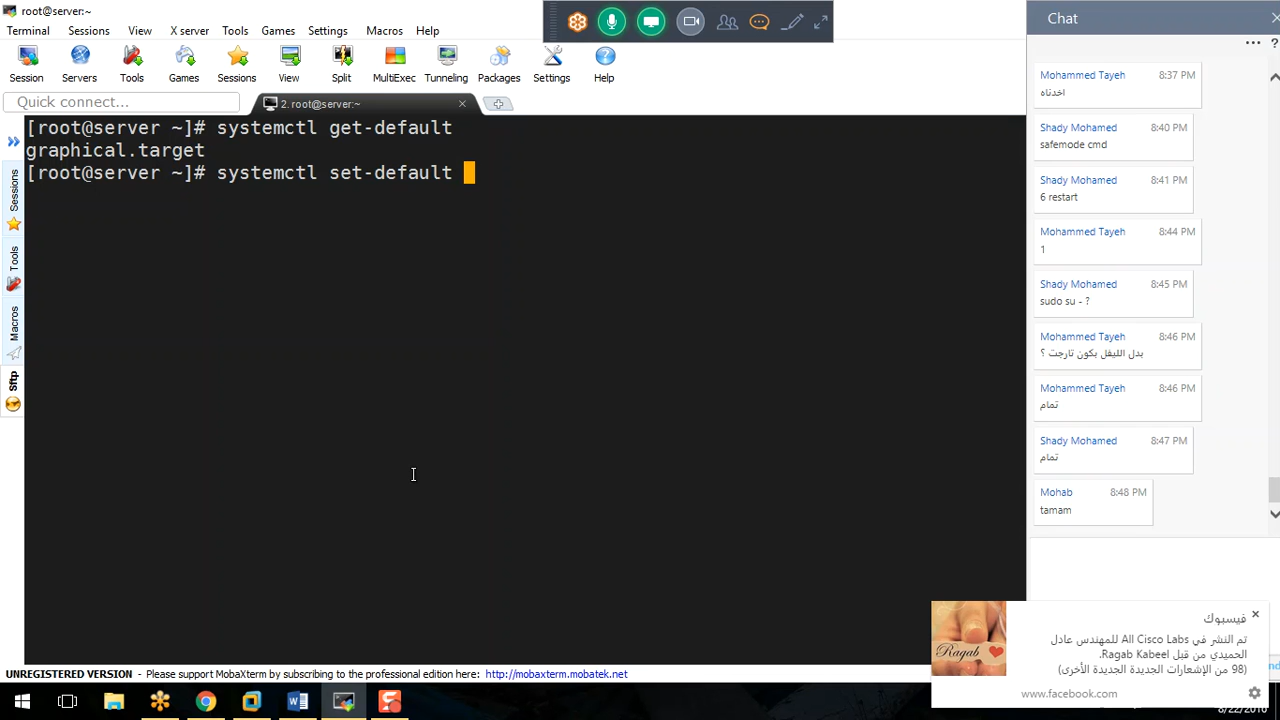 root@server:~
Terminal Sessions View X server Tools Games Settings Macros Help
Session Servers Tools Games Sessions View Split MultiExec Tunneling Packages Settings Help
Quick connect...
2. root@server:~
[root@server ~]# systemctl get-default
graphical.target
[root@server ~]# systemctl set-default
Sessions
Tools
Macros
Sftp
Chat
Mohammed Tayeh 8:37 PM
اخدناه
Shady Mohamed 8:40 PM
safemode cmd
Shady Mohamed 8:41 PM
6 restart
Mohammed Tayeh 8:44 PM
1
Shady Mohamed 8:45 PM
sudo su - ?
Mohammed Tayeh 8:46 PM
بدل الليفل بكون تارجت ؟
Mohammed Tayeh 8:46 PM
تمام
Shady Mohamed 8:47 PM
تمام
Mohab 8:48 PM
tamam
Ragab
فيسبوك
تم النشر في All Cisco Labs للمهندس عادل
الحميدي من قبل Ragab Kabeel.
(98 من الإشعارات الجديدة الأخرى)
www.facebook.com
UNREGISTERED VERSION - Please support MobaXterm by subscribing to the professional edition here: http://mobaxterm.mobatek.net